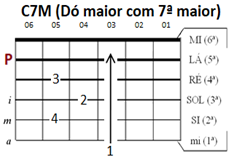 C7M (Dó maior com 7ª maior)
06 05 04 03 02 01
MI (6ª)
P LÁ (5ª)
3 RÉ (4ª)
i 2 SOL (3ª)
m 4 SI (2ª)
a mi (1ª)
1